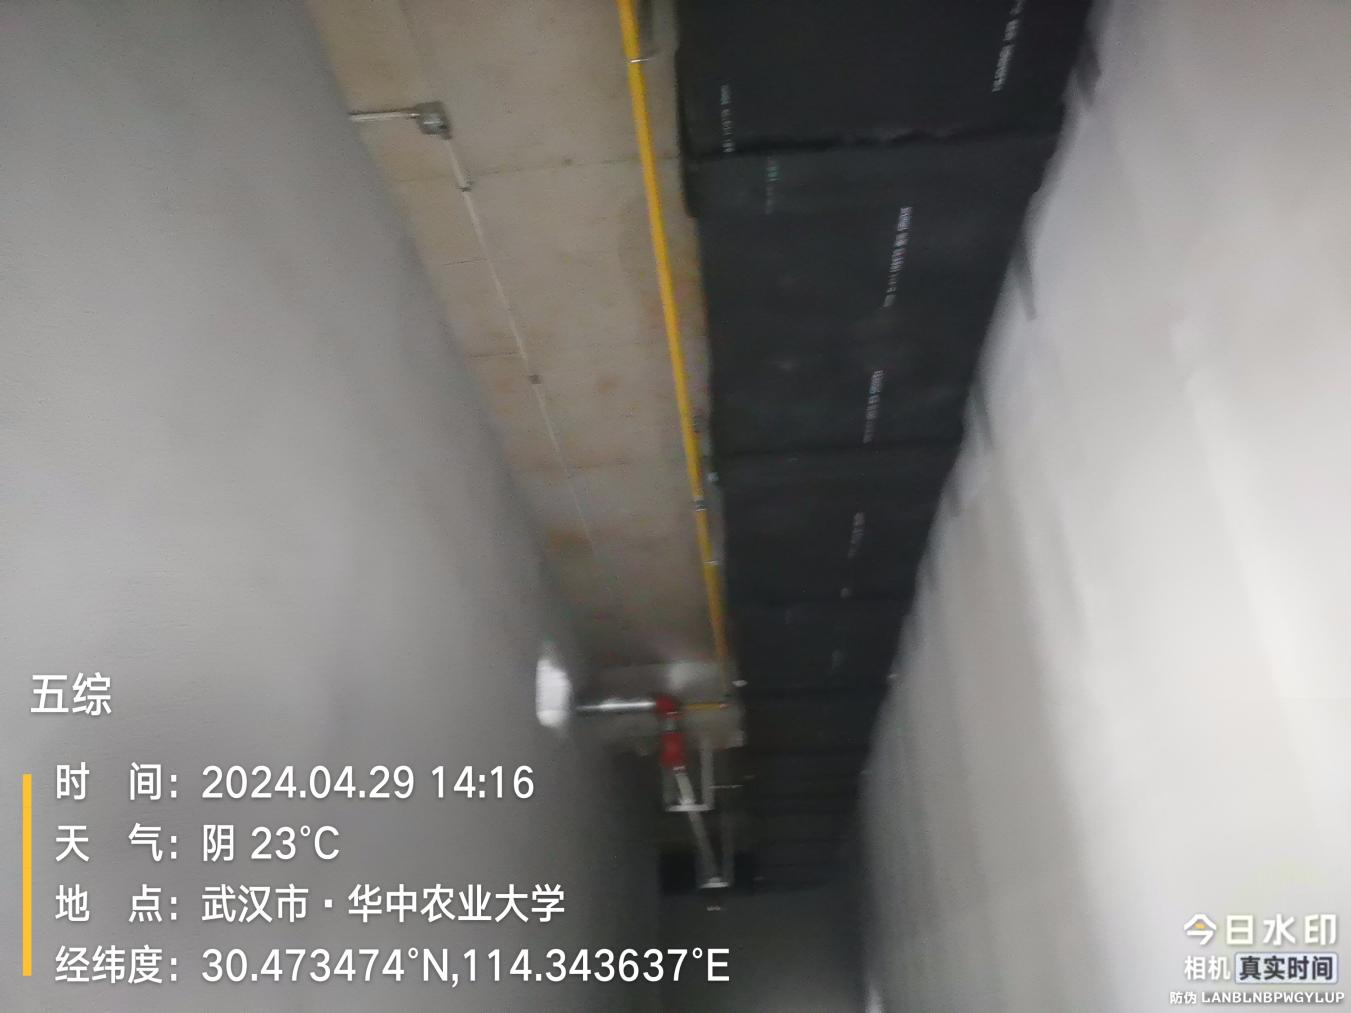 五综
时 间：2024.04.29 14:16
天 气：阴 23°C
地 点：武汉市·华中农业大学
经纬度：30.473474°N,114.343637°E
今日水印
相机 真实时间
防伪 LANBLNBPWGYLUP